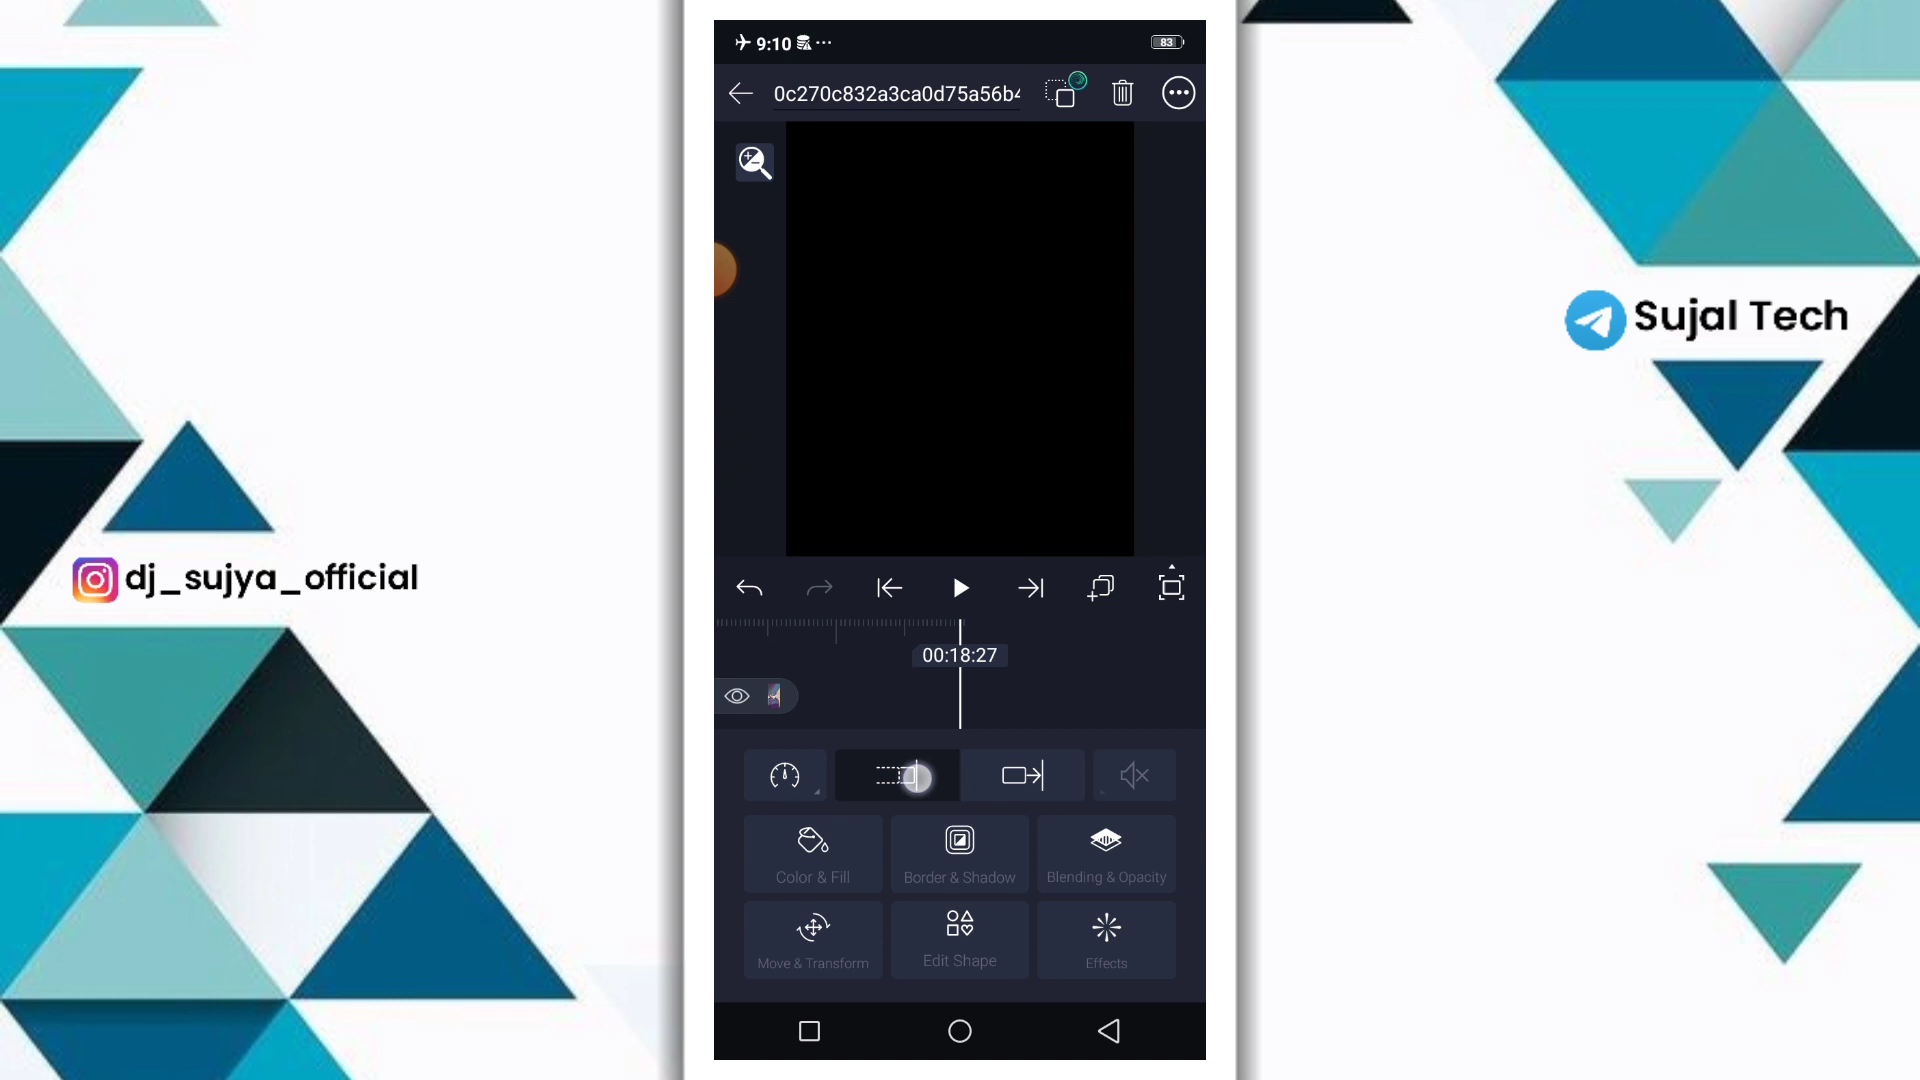 9:10
83
0c270c832a3ca0d75a56b4
Sujal Tech
dj_sujya_official
00:18:27
Color & Fill
Border & Shadow
Blending & Opacity
Move & Transform
Edit Shape
Effects